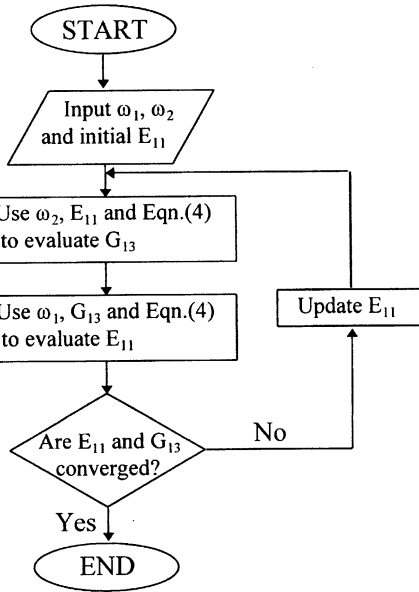 START
Input ω₁, ω₂
and initial E₁₁
Use ω₂, E₁₁ and Eqn.(4)
to evaluate G₁₃
Use ω₁, G₁₃ and Eqn.(4)
to evaluate E₁₁
Update E₁₁
Are E₁₁ and G₁₃
converged?
No
Yes
END